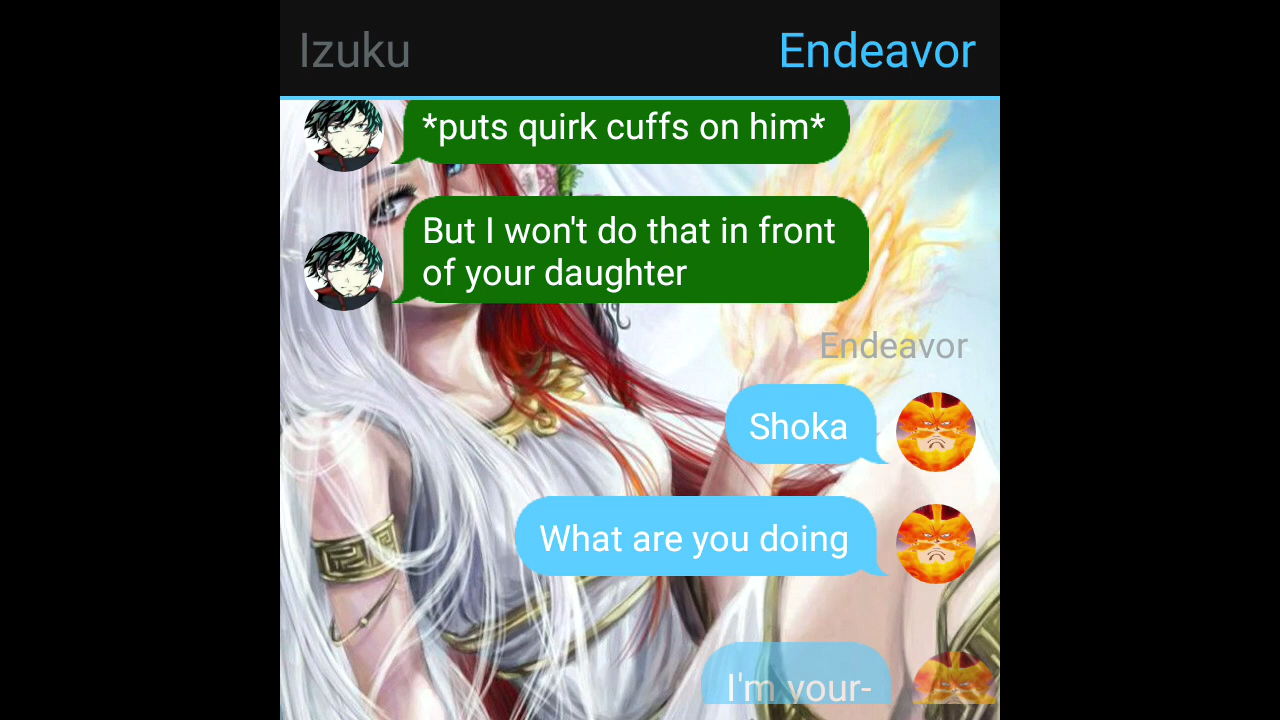 Izuku
Endeavor
*puts quirk cuffs on him*
But I won't do that in front
of your daughter
Endeavor
Shoka
What are you doing
I'm your-